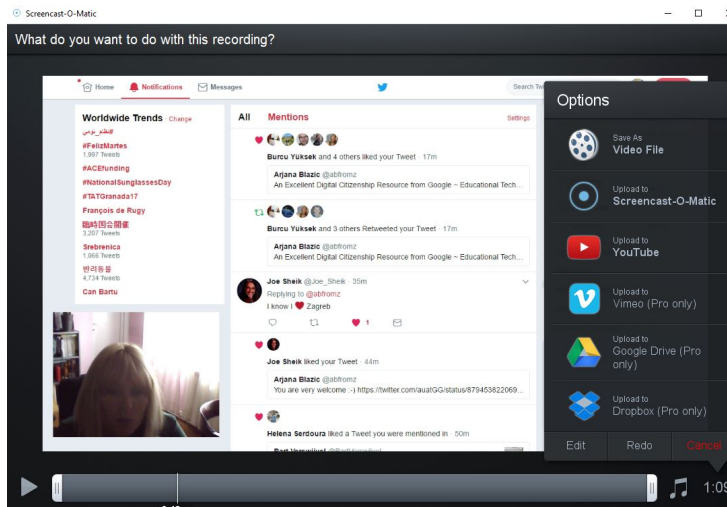 Screencast-O-Matic
What do you want to do with this recording?
Home Notifications Messages
Worldwide Trends · Change
#FelizMartes
1,997 Tweets
#ACEfunding
#NationalSunglassesDay
#TATGranada17
François de Rugy
臨時国会開催
3,207 Tweets
Srebrenica
1,066 Tweets
반려동물
4,734 Tweets
Can Bartu
All Mentions Settings
Burcu Yüksek and 4 others liked your Tweet · 17m
Arjana Blazic @abfromz
An Excellent Digital Citizenship Resource from Google ~ Educational Tech...
Burcu Yüksek and 3 others Retweeted your Tweet · 17m
Arjana Blazic @abfromz
An Excellent Digital Citizenship Resource from Google ~ Educational Tech...
Joe Sheik @Joe_Sheik · 35m
Replying to @abfromz
I know I ❤ Zagreb
1
Joe Sheik liked your Tweet · 44m
Arjana Blazic @abfromz
You are very welcome :-) https://twitter.com/auatGG/status/879453822069...
Helena Serdoura liked a Tweet you were mentioned in · 50m
Search
Options
Save As
Video File
Upload to
Screencast-O-Matic
Upload to
YouTube
Upload to
Vimeo (Pro only)
Upload to
Google Drive (Pro
only)
Upload to
Dropbox (Pro only)
Edit Redo Cancel
1:09